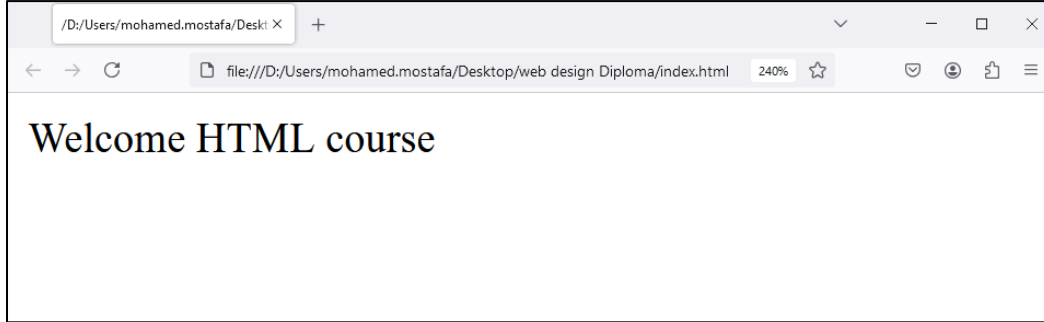 /D:/Users/mohamed.mostafa/Deskt
file:///D:/Users/mohamed.mostafa/Desktop/web design Diploma/index.html 240%
Welcome HTML course